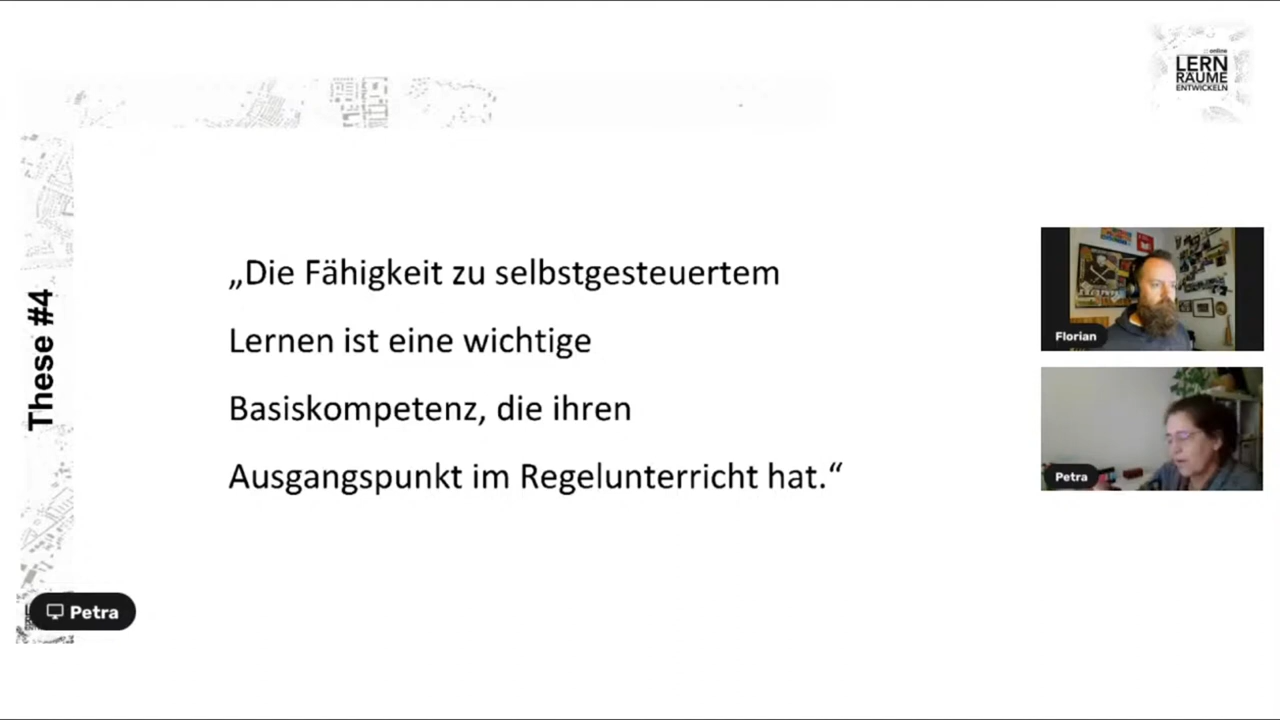 online
LERN
RÄUME
ENTWICKELN
These #4
„Die Fähigkeit zu selbstgesteuertem
Lernen ist eine wichtige
Basiskompetenz, die ihren
Ausgangspunkt im Regelunterricht hat.“
Florian
Petra
Petra